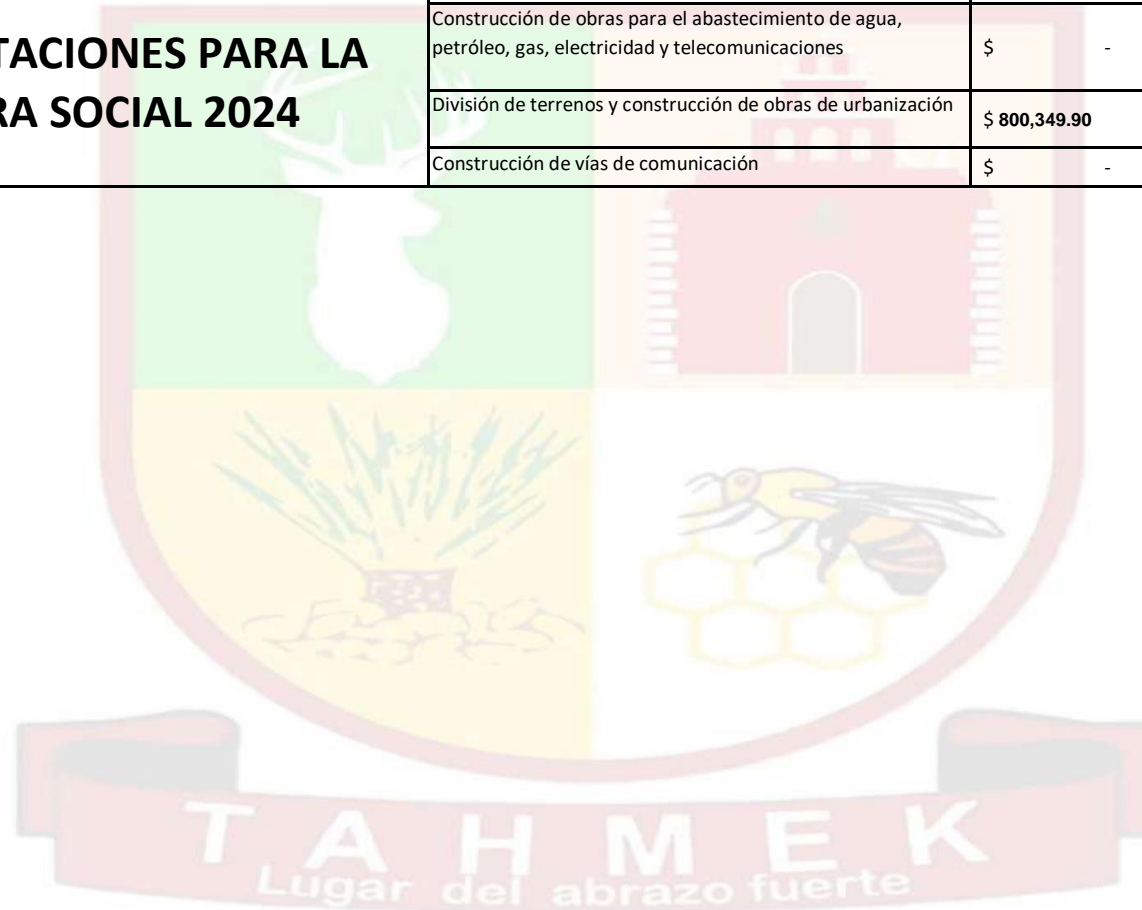 TACIONES PARA LA
RA SOCIAL 2024
Construcción de obras para el abastecimiento de agua,
petróleo, gas, electricidad y telecomunicaciones
$ -
División de terrenos y construcción de obras de urbanización
$ 800,349.90
Construcción de vías de comunicación
$ -
TAHMEK
Lugar del abrazo fuerte